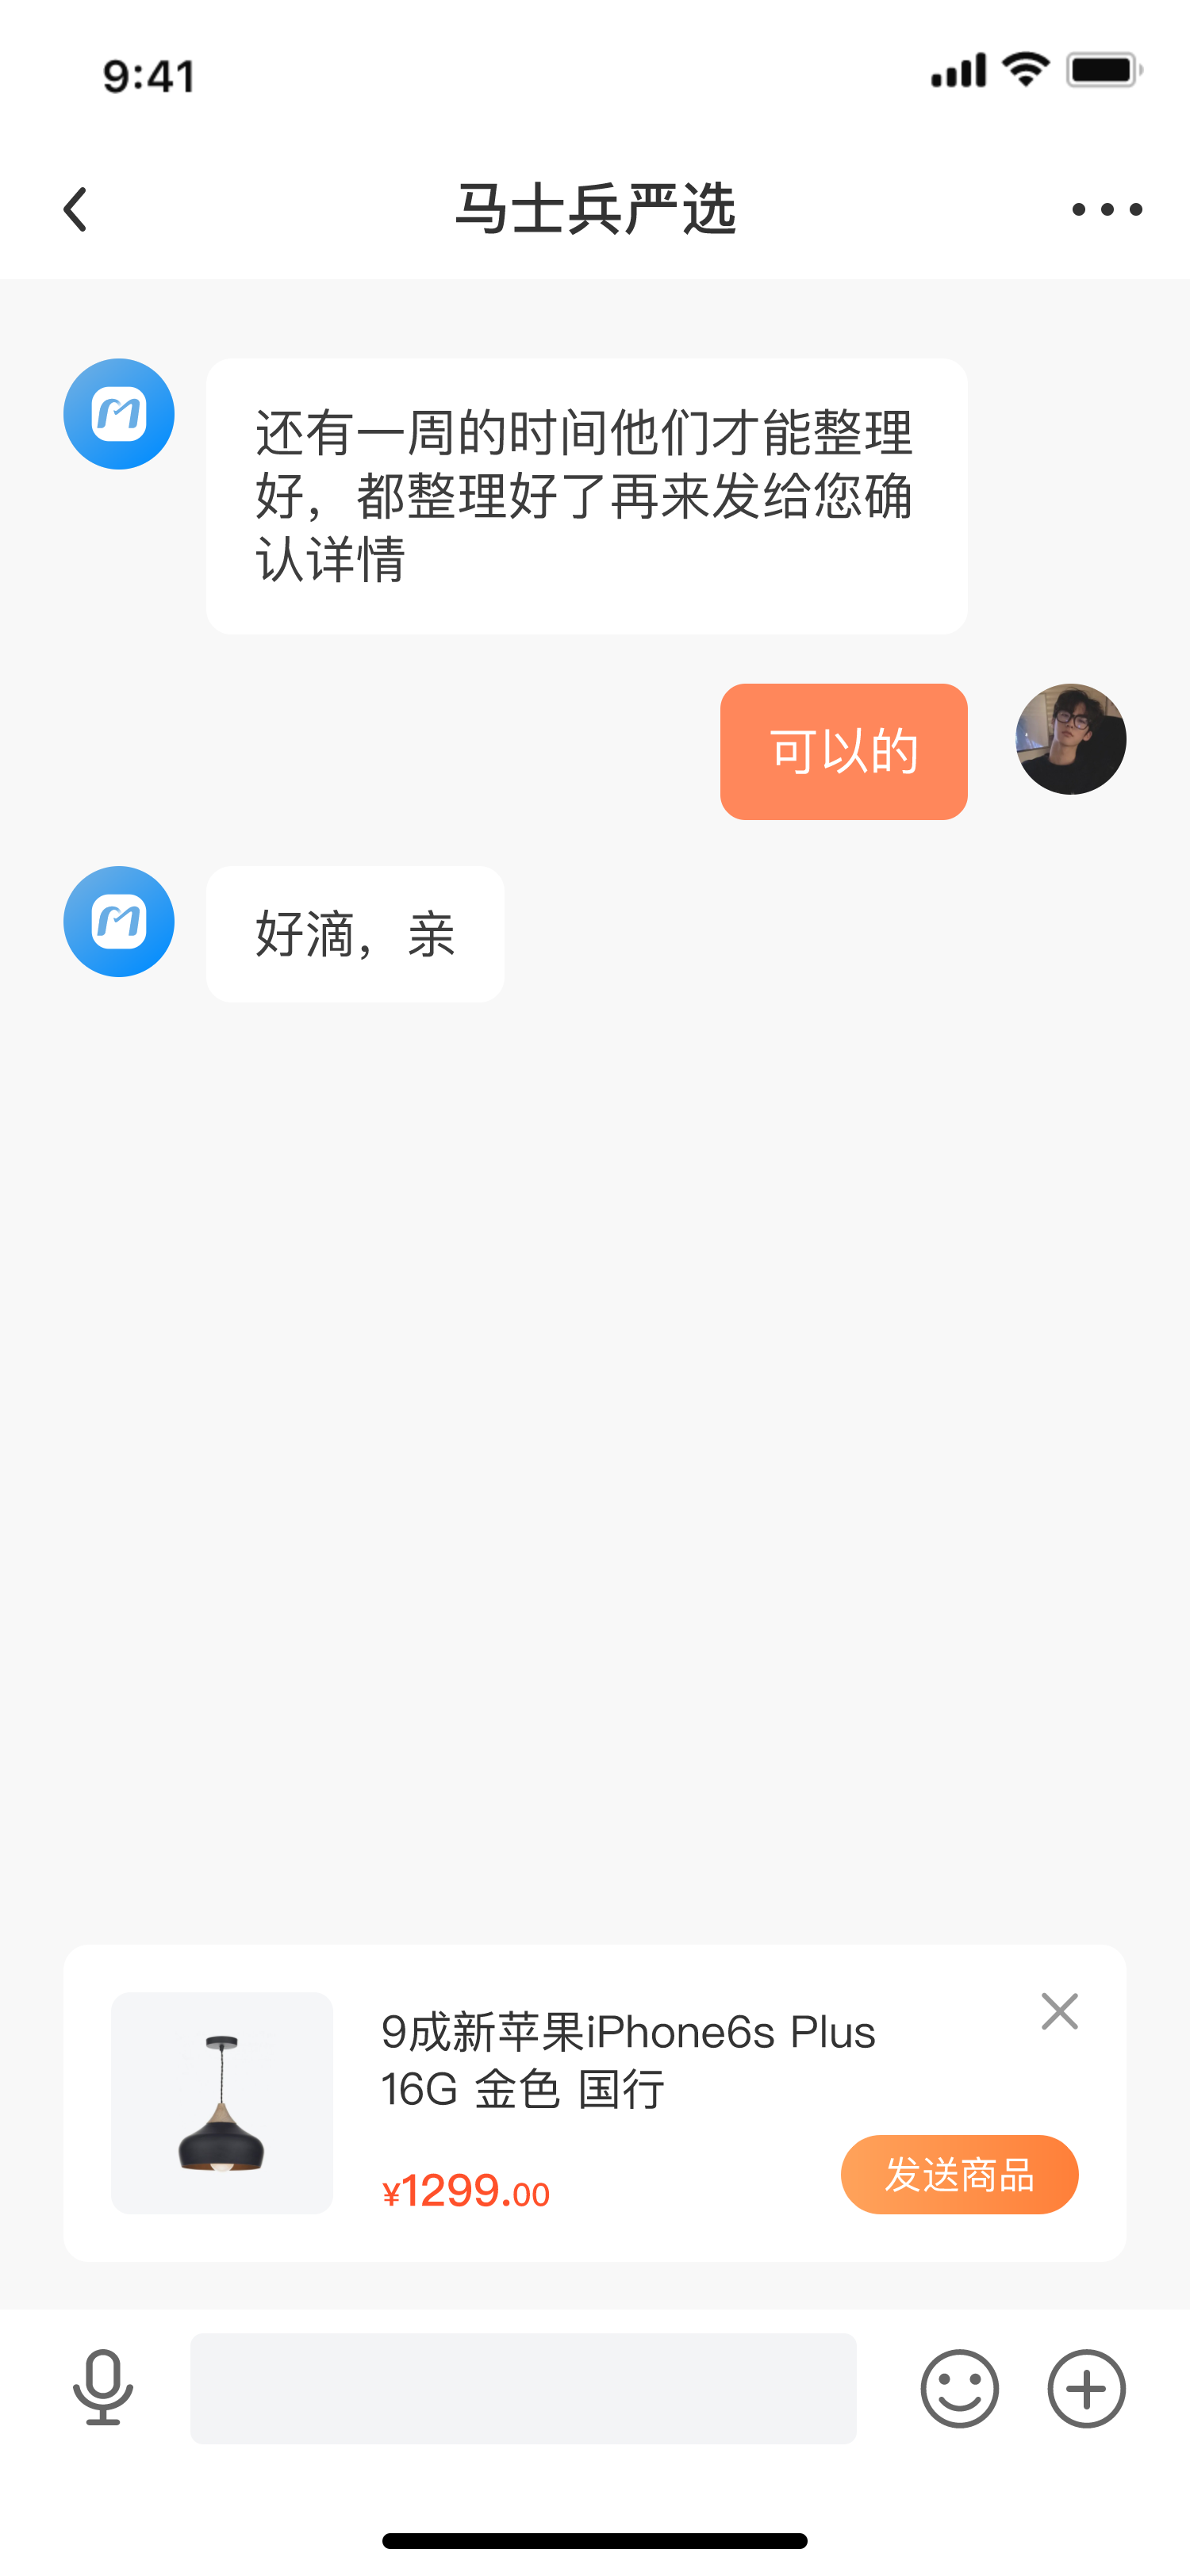 9:41
马士兵严选
还有一周的时间他们才能整理
好，都整理好了再来发给您确
认详情
可以的
好滴，亲
9成新苹果iPhone6s Plus
16G 金色 国行
¥1299.00
发送商品